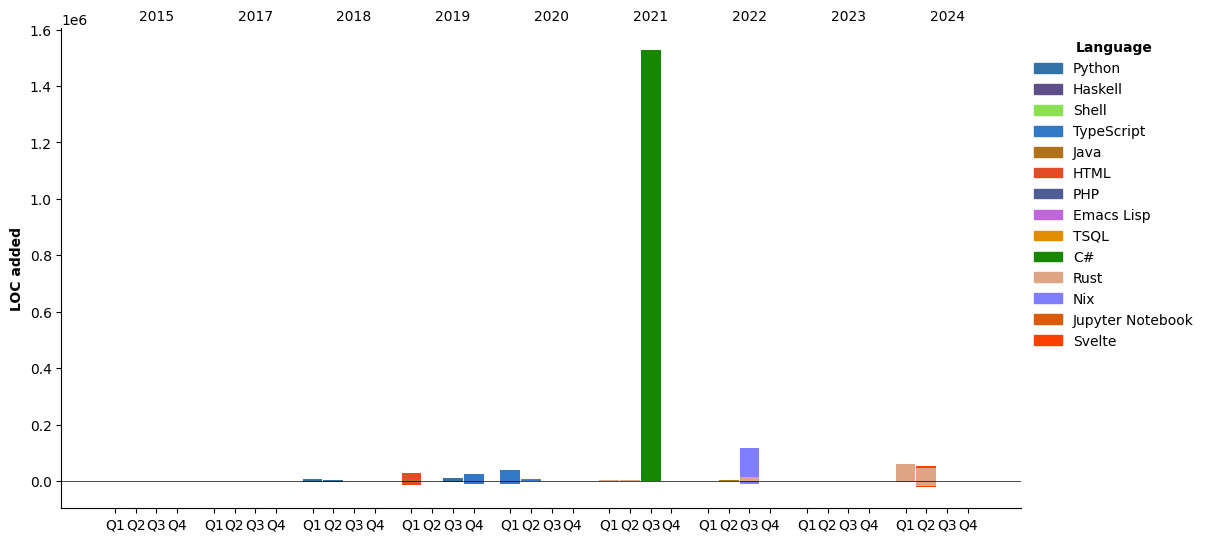 1e6
2015 2017 2018 2019 2020 2021 2022 2023 2024
1.6
1.4
1.2
1.0
0.8
0.6
0.4
0.2
0.0
LOC added
Q1 Q2 Q3 Q4 Q1 Q2 Q3 Q4 Q1 Q2 Q3 Q4 Q1 Q2 Q3 Q4 Q1 Q2 Q3 Q4 Q1 Q2 Q3 Q4 Q1 Q2 Q3 Q4 Q1 Q2 Q3 Q4 Q1 Q2 Q3 Q4
Language
Python
Haskell
Shell
TypeScript
Java
HTML
PHP
Emacs Lisp
TSQL
C#
Rust
Nix
Jupyter Notebook
Svelte